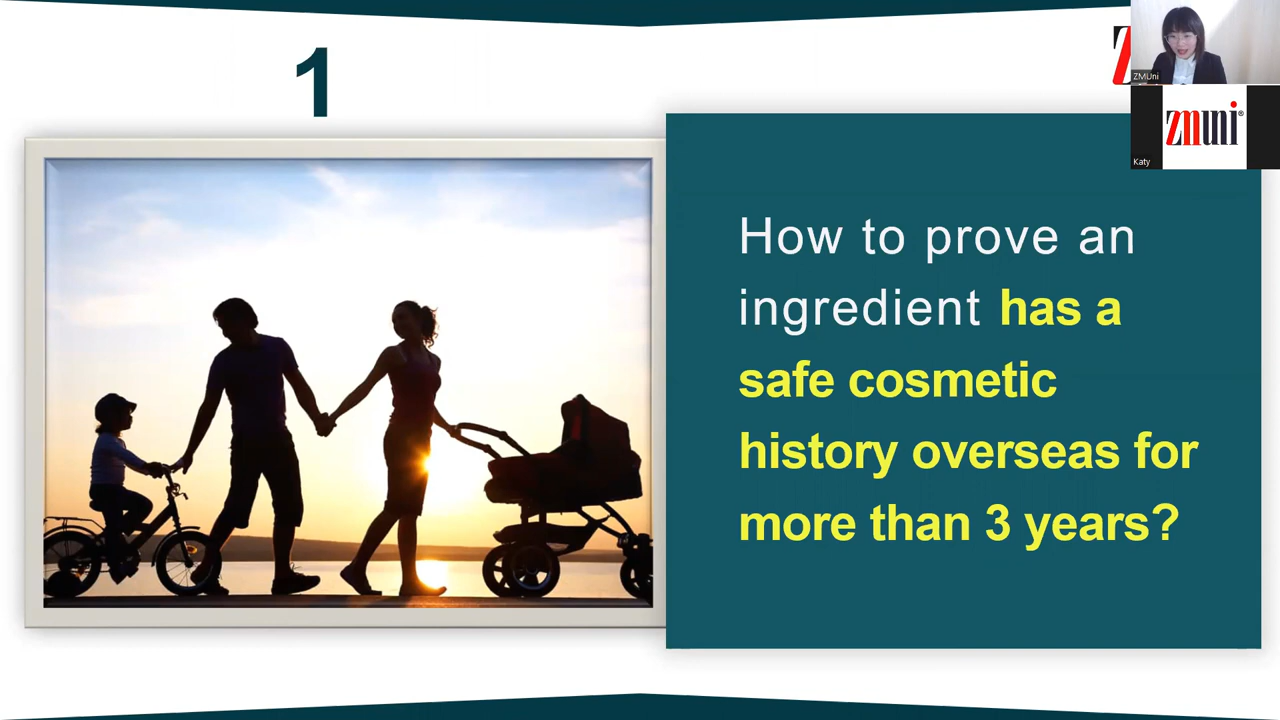 1
How to prove an
ingredient has a
safe cosmetic
history overseas for
more than 3 years?
Z
ZMUni
zmuni®
Katy